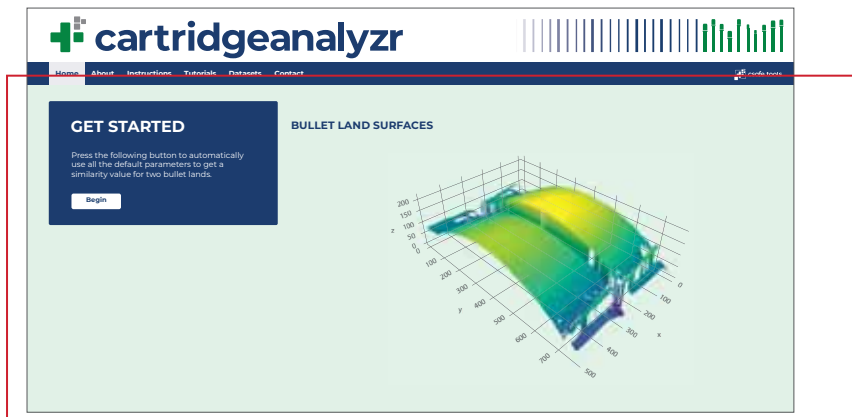 cartridgeanalyzr
Home About Instructions Tutorials Datasets Contact
csafe tools
GET STARTED
Press the following button to automatically
use all the default parameters to get a
similarity value for two bullet lands.
Begin
BULLET LAND SURFACES
200
150
100
50
0
z
0
100
200
300
400
500
600
700
y
0
100
200
300
400
500
x